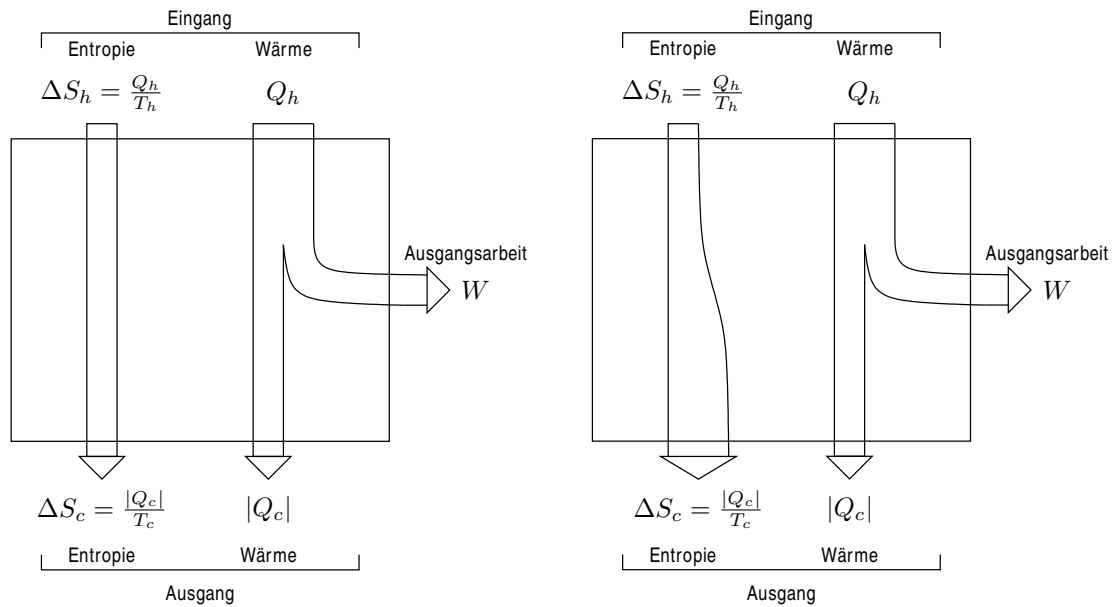 Eingang
Entropie Wärme
ΔS_h = Q_h/T_h Q_h
Ausgangsarbeit
W
ΔS_c = |Q_c|/T_c |Q_c|
Entropie Wärme
Ausgang
Eingang
Entropie Wärme
ΔS_h = Q_h/T_h Q_h
Ausgangsarbeit
W
ΔS_c = |Q_c|/T_c |Q_c|
Entropie Wärme
Ausgang